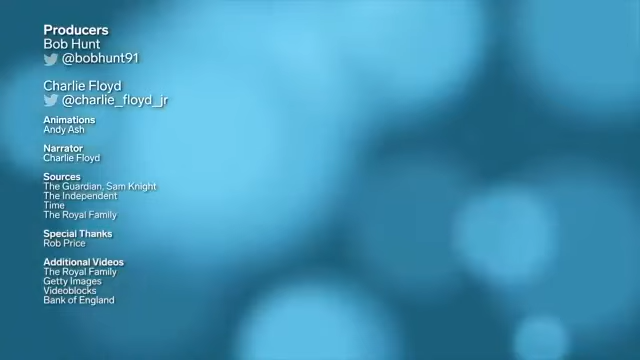 Producers
Bob Hunt
@bobhunt91
Charlie Floyd
@charlie_floyd_jr
Animations
Andy Ash
Narrator
Charlie Floyd
Sources
The Guardian, Sam Knight
The Independent
Time
The Royal Family
Special Thanks
Rob Price
Additional Videos
The Royal Family
Getty Images
Videoblocks
Bank of England